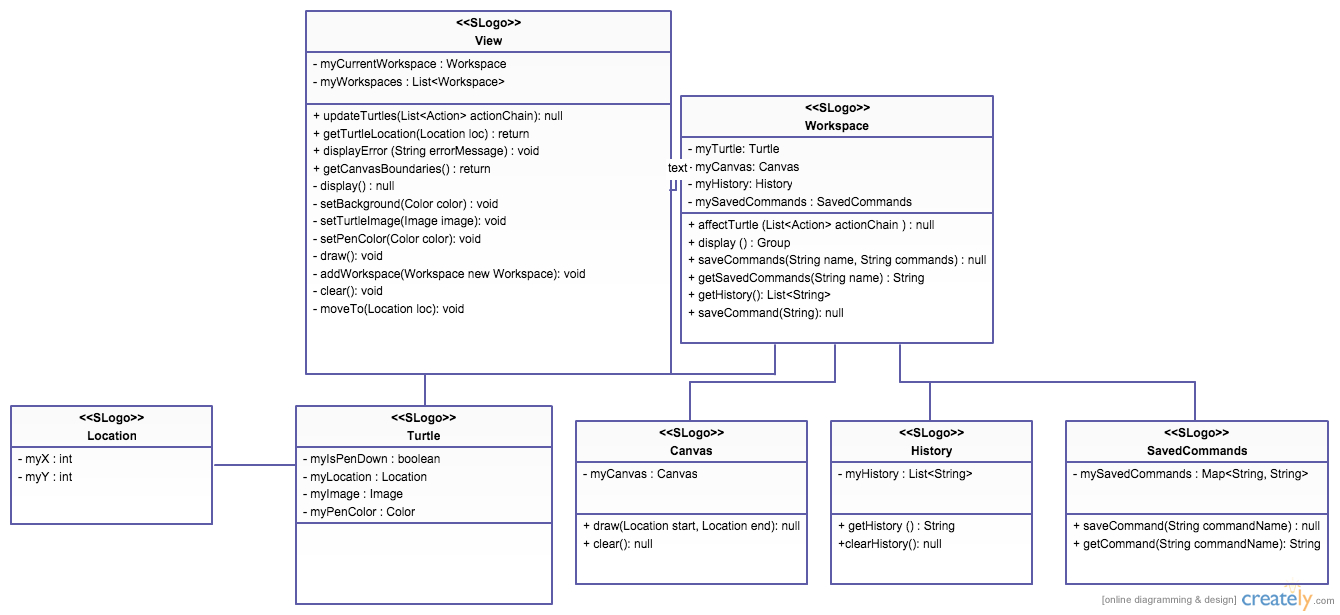 <<SLogo>>
View
- myCurrentWorkspace : Workspace
- myWorkspaces : List<Workspace>
+ updateTurtles(List<Action> actionChain): null
+ getTurtleLocation(Location loc) : return
+ displayError (String errorMessage) : void
+ getCanvasBoundaries() : return
- display() : null
- setBackground(Color color) : void
- setTurtleImage(Image image): void
- setPenColor(Color color): void
- draw(): void
- addWorkspace(Workspace new Workspace): void
- clear(): void
- moveTo(Location loc): void
text
<<SLogo>>
Workspace
- myTurtle: Turtle
- myCanvas: Canvas
- myHistory: History
- mySavedCommands : SavedCommands
+ affectTurtle (List<Action> actionChain ) : null
+ display () : Group
+ saveCommands(String name, String commands) : null
+ getSavedCommands(String name) : String
+ getHistory(): List<String>
+ saveCommand(String): null
<<SLogo>>
Location
- myX : int
- myY : int
<<SLogo>>
Turtle
- myIsPenDown : boolean
- myLocation : Location
- myImage : Image
- myPenColor : Color
<<SLogo>>
Canvas
- myCanvas : Canvas
+ draw(Location start, Location end): null
+ clear(): null
<<SLogo>>
History
- myHistory : List<String>
+ getHistory () : String
+clearHistory(): null
<<SLogo>>
SavedCommands
- mySavedCommands : Map<String, String>
+ saveCommand(String commandName) : null
+ getCommand(String commandName): String
[online diagramming & design] creately.com